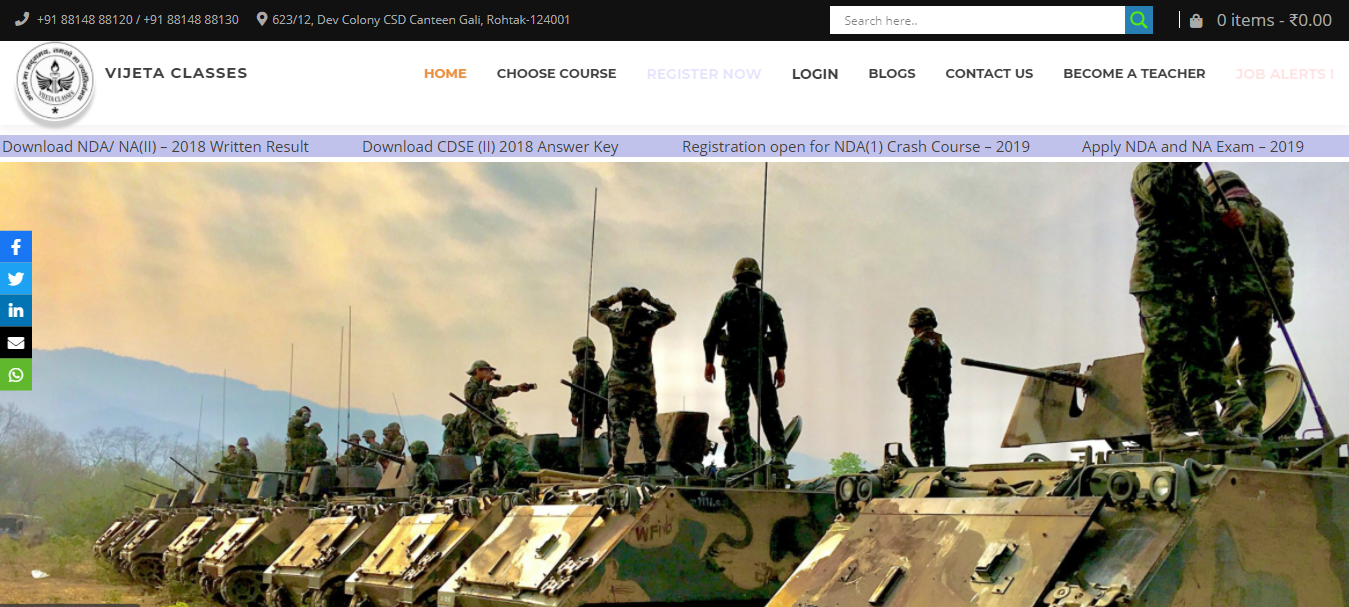 +91 88148 88120 / +91 88148 88130 623/12, Dev Colony CSD Canteen Gali, Rohtak-124001 Search here.. 0 items - ₹0.00
VIJETA CLASSES
VIJETA CLASSES HOME CHOOSE COURSE REGISTER NOW LOGIN BLOGS CONTACT US BECOME A TEACHER JOB ALERTS !
Download NDA/ NA(II) – 2018 Written Result Download CDSE (II) 2018 Answer Key Registration open for NDA(1) Crash Course – 2019 Apply NDA and NA Exam – 2019